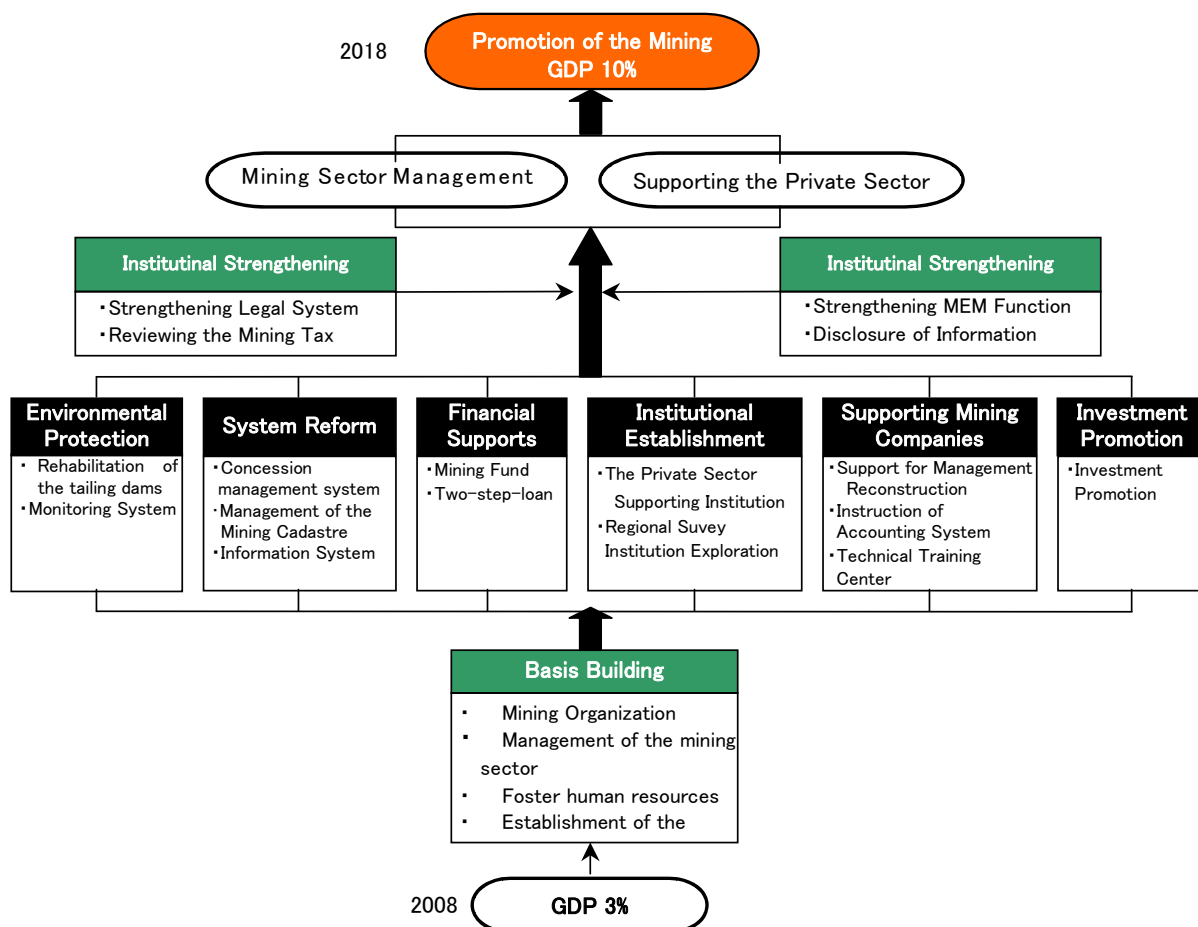 2018
Promotion of the Mining
GDP 10%
Mining Sector Management
Supporting the Private Sector
Institutinal Strengthening
・Strengthening Legal System
・Reviewing the Mining Tax
Institutinal Strengthening
・Strengthening MEM Function
・Disclosure of Information
Environmental
Protection
・ Rehabilitation of
the tailing dams
・Monitoring System
System Reform
・Concession
management system
・Management of the
Mining Cadastre
・Information System
Financial
Supports
・Mining Fund
・Two-step-loan
Institutional
Establishment
・The Private Sector
Supporting Institution
・Regional Suvey
Institution Exploration
Supporting Mining
Companies
・Support for Management
Reconstruction
・Instruction of
Accounting System
・Technical Training
Center
Investment
Promotion
・Investment
Promotion
Basis Building
・ Mining Organization
・ Management of the mining
sector
・ Foster human resources
・ Establishment of the
2008
GDP 3%